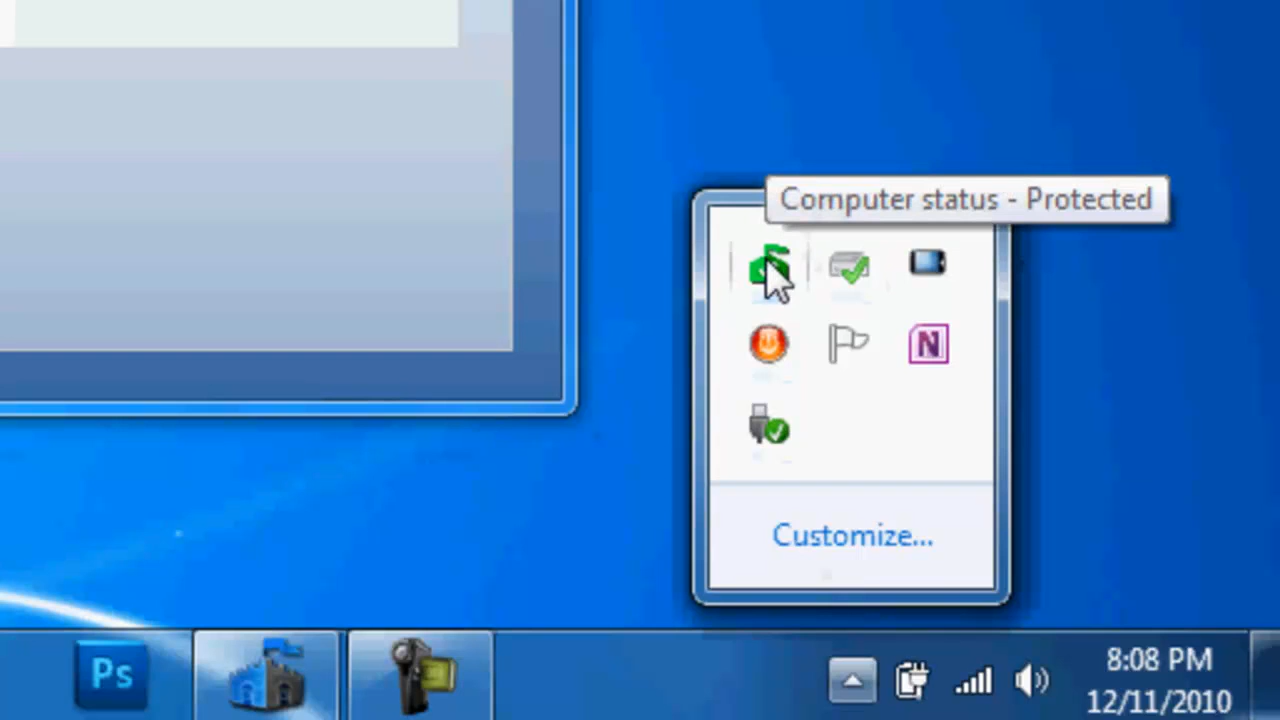 Computer status - Protected
N
Customize...
Ps
8:08 PM
12/11/2010